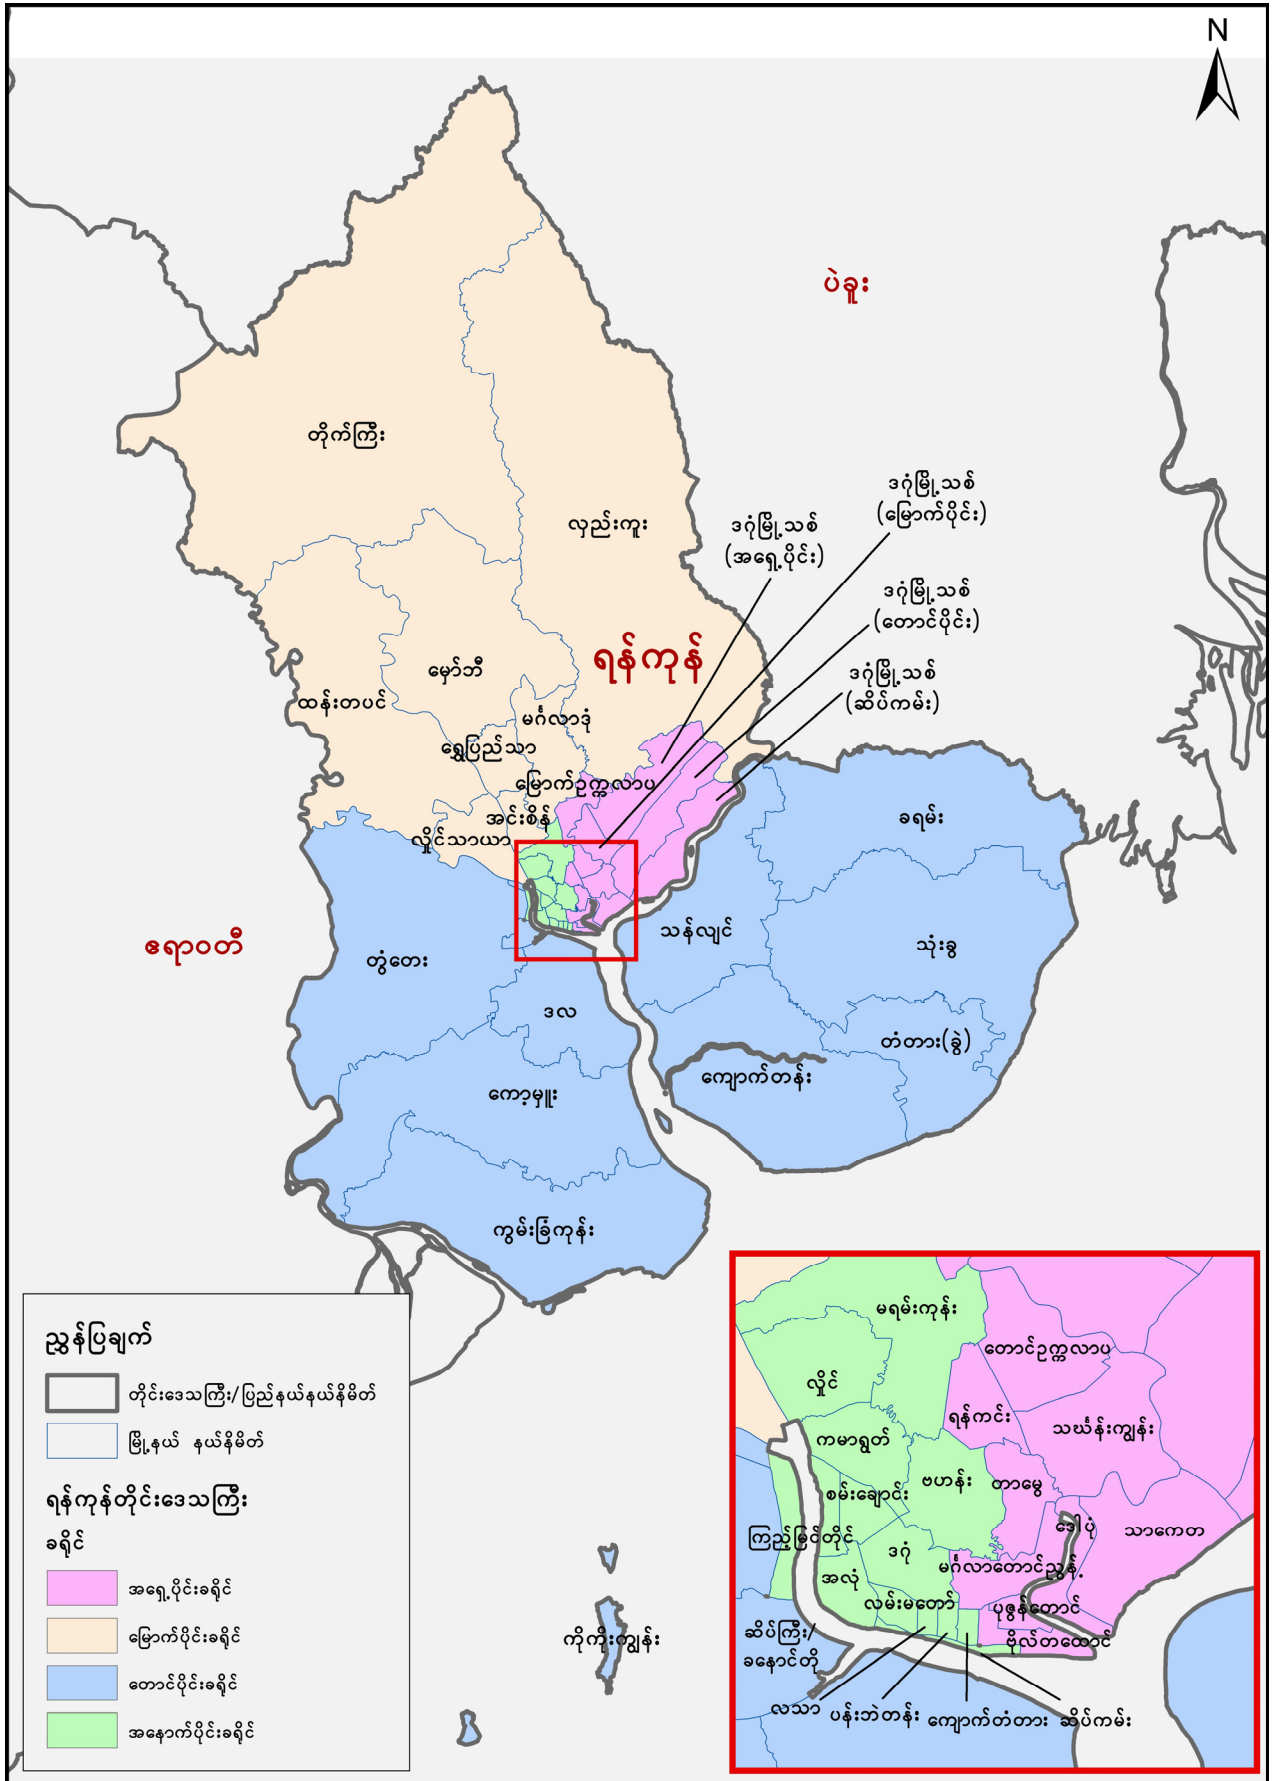 N
ပဲခူး
တိုက်ကြီး
လှည်းကူး
ဒဂုံမြို့သစ်
(မြောက်ပိုင်း)
ဒဂုံမြို့သစ်
(အရှေ့ပိုင်း)
ဒဂုံမြို့သစ်
(တောင်ပိုင်း)
ရန်ကုန်
မှော်ဘီ
ဒဂုံမြို့သစ်
(ဆိပ်ကမ်း)
ထန်းတပင်
မင်္ဂလာဒုံ
ရွှေပြည်သာ
မြောက်ဥက္ကလာပ
အင်းစိန်
ခရမ်း
လှိုင်သာယာ
ဧရာဝတီ
တွံတေး
သန်လျင်
သုံးခွ
ဒလ
တံတား(ခွဲ)
ကျောက်တန်း
ကော့မှူး
ကွမ်းခြံကုန်း
ကိုကိုးကျွန်း
ညွှန်ပြချက်
တိုင်းဒေသကြီး/ပြည်နယ်နယ်နိမိတ်
မြို့နယ် နယ်နိမိတ်
ရန်ကုန်တိုင်းဒေသကြီး
ခရိုင်
အရှေ့ပိုင်းခရိုင်
မြောက်ပိုင်းခရိုင်
တောင်ပိုင်းခရိုင်
အနောက်ပိုင်းခရိုင်
မရမ်းကုန်း
တောင်ဥက္ကလာပ
လှိုင်
ရန်ကင်း
သင်္ဃန်းကျွန်း
ကမာရွတ်
ဗဟန်း
တာမွေ
စမ်းချောင်း
ကြည့်မြင်တိုင်
ဒေါပုံ
သာကေတ
ဒဂုံ
မင်္ဂလာတောင်ညွန့်
အလုံ
လမ်းမတော်
ပုဇွန်တောင်
ဆိပ်ကြီး/
ခနောင်တို
ဗိုလ်တထောင်
လသာ
ပန်းဘဲတန်း
ကျောက်တံတား
ဆိပ်ကမ်း